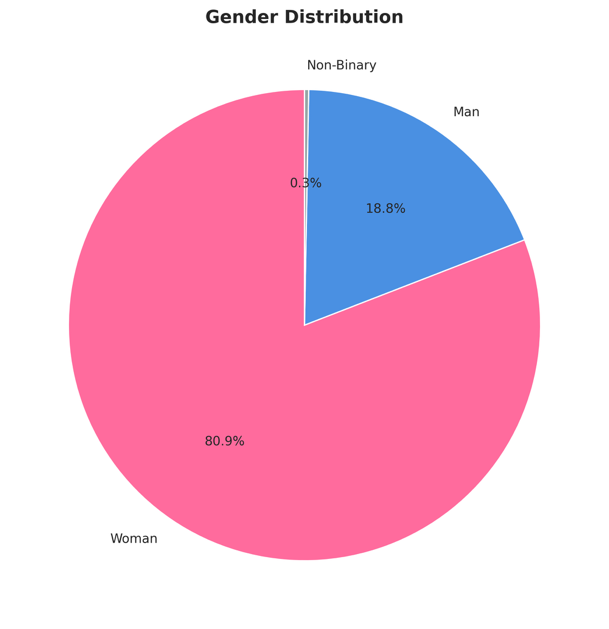 Gender Distribution
Non-Binary
Man
0.3%
18.8%
80.9%
Woman